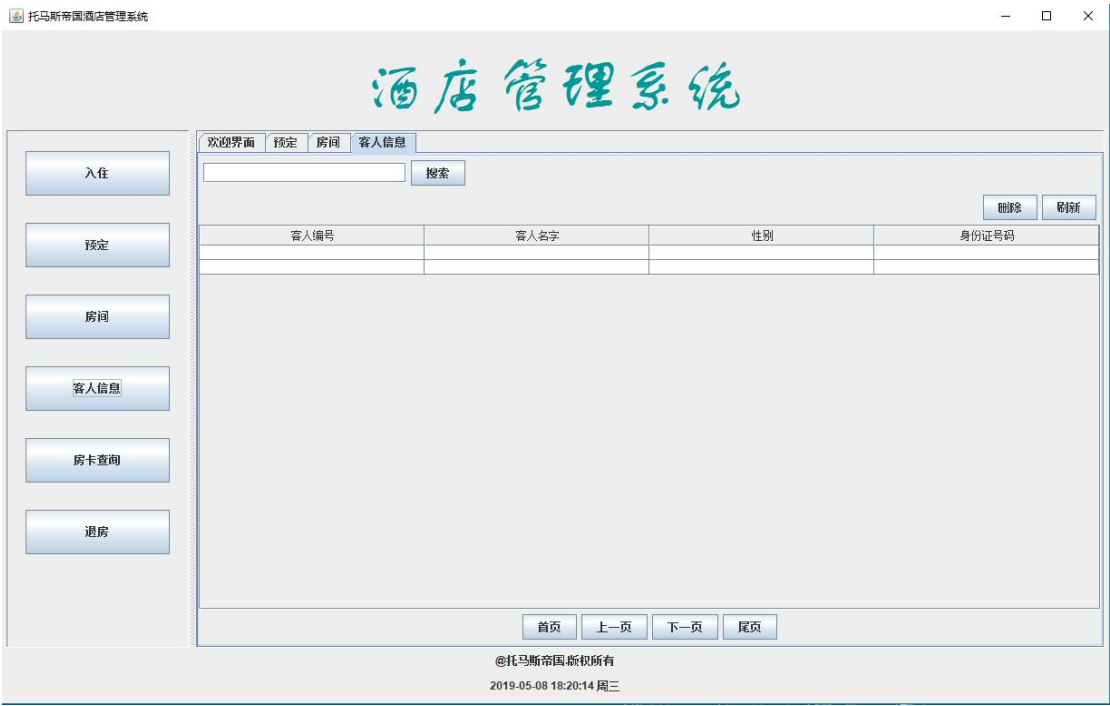 托马斯帝国酒店管理系统
酒店管理系统
欢迎界面 预定 房间 客人信息
入住
搜索
删除 刷新
客人编号 客人名字 性别 身份证号码
预定
房间
客人信息
房卡查询
退房
首页 上一页 下一页 尾页
@托马斯帝国.版权所有
2019-05-08 18:20:14 周三